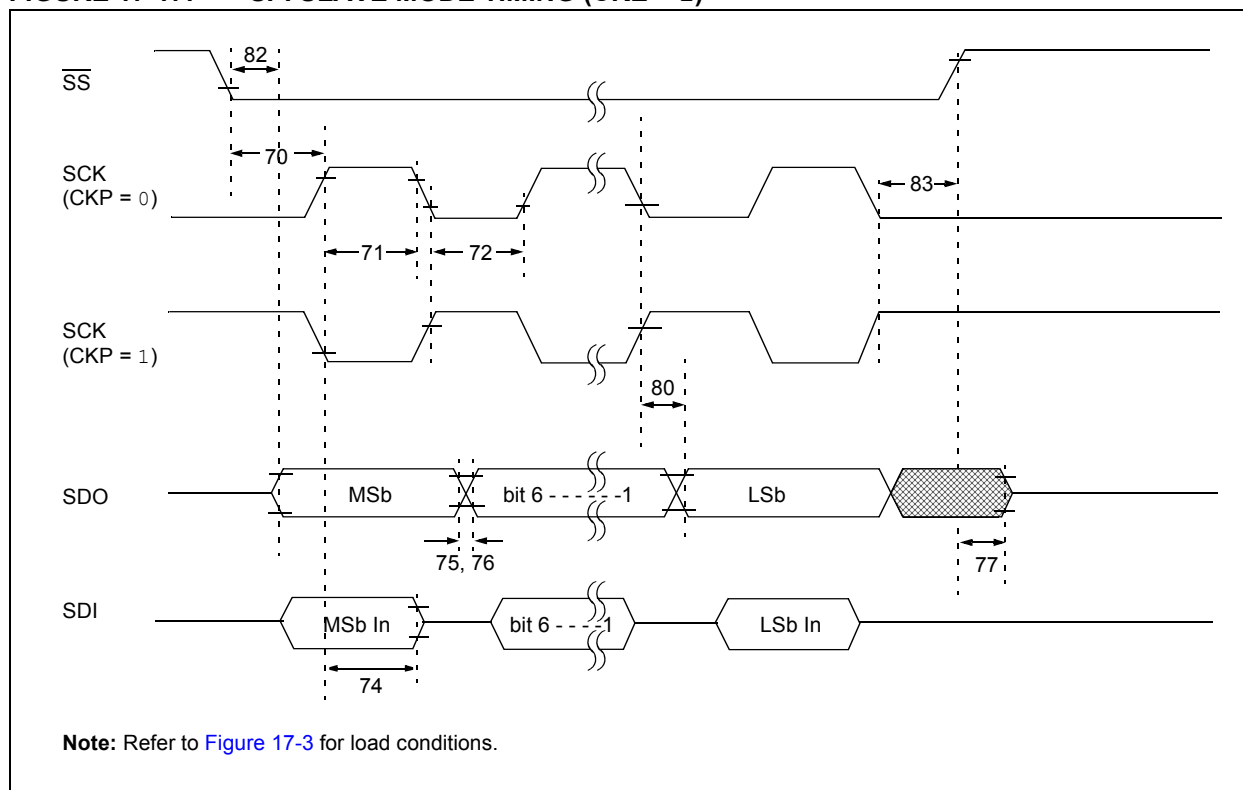 SS
82
70
SCK
(CKP = 0)
83
71
72
SCK
(CKP = 1)
80
SDO
MSb
bit 6 - - - - - -1
LSb
75, 76
77
SDI
MSb In
bit 6 - - - -1
LSb In
74
Note: Refer to Figure 17-3 for load conditions.